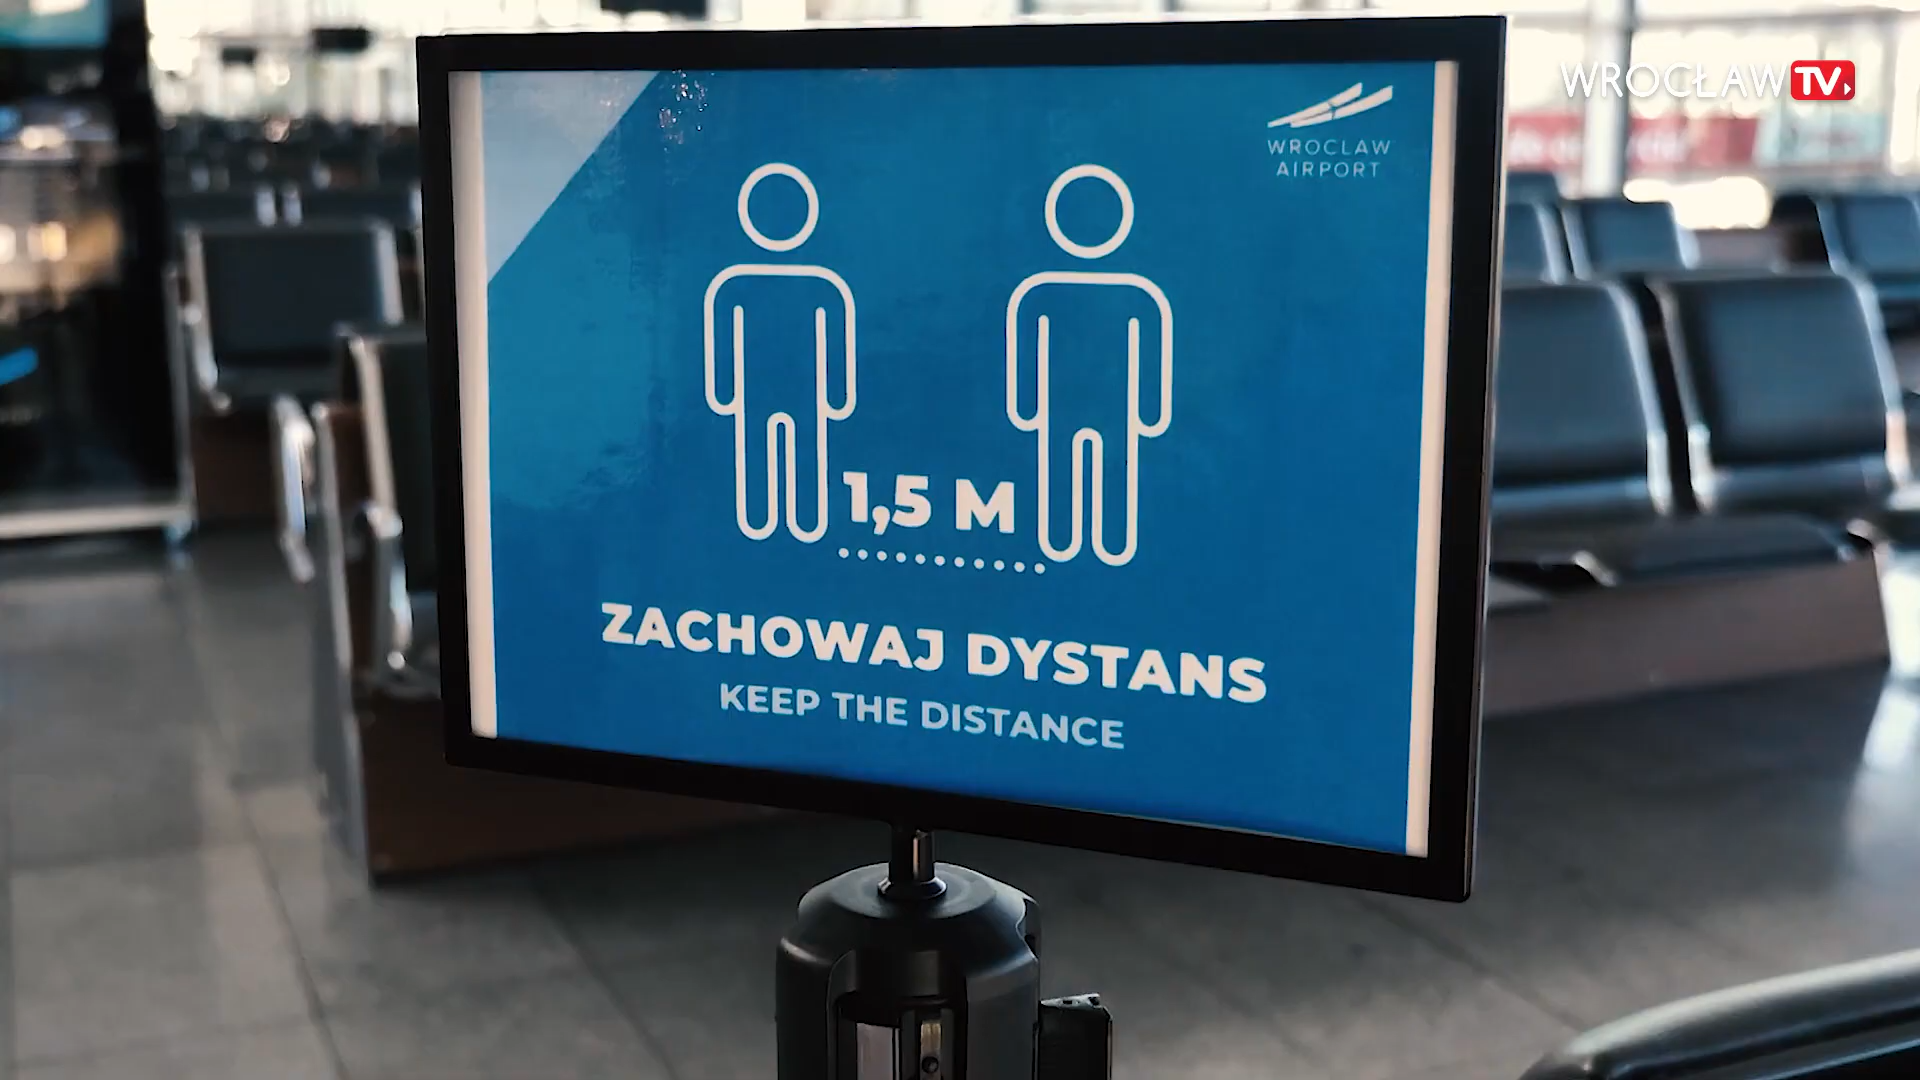 WROCŁAW TV
WROCLAW
AIRPORT
1,5 M
ZACHOWAJ DYSTANS
KEEP THE DISTANCE